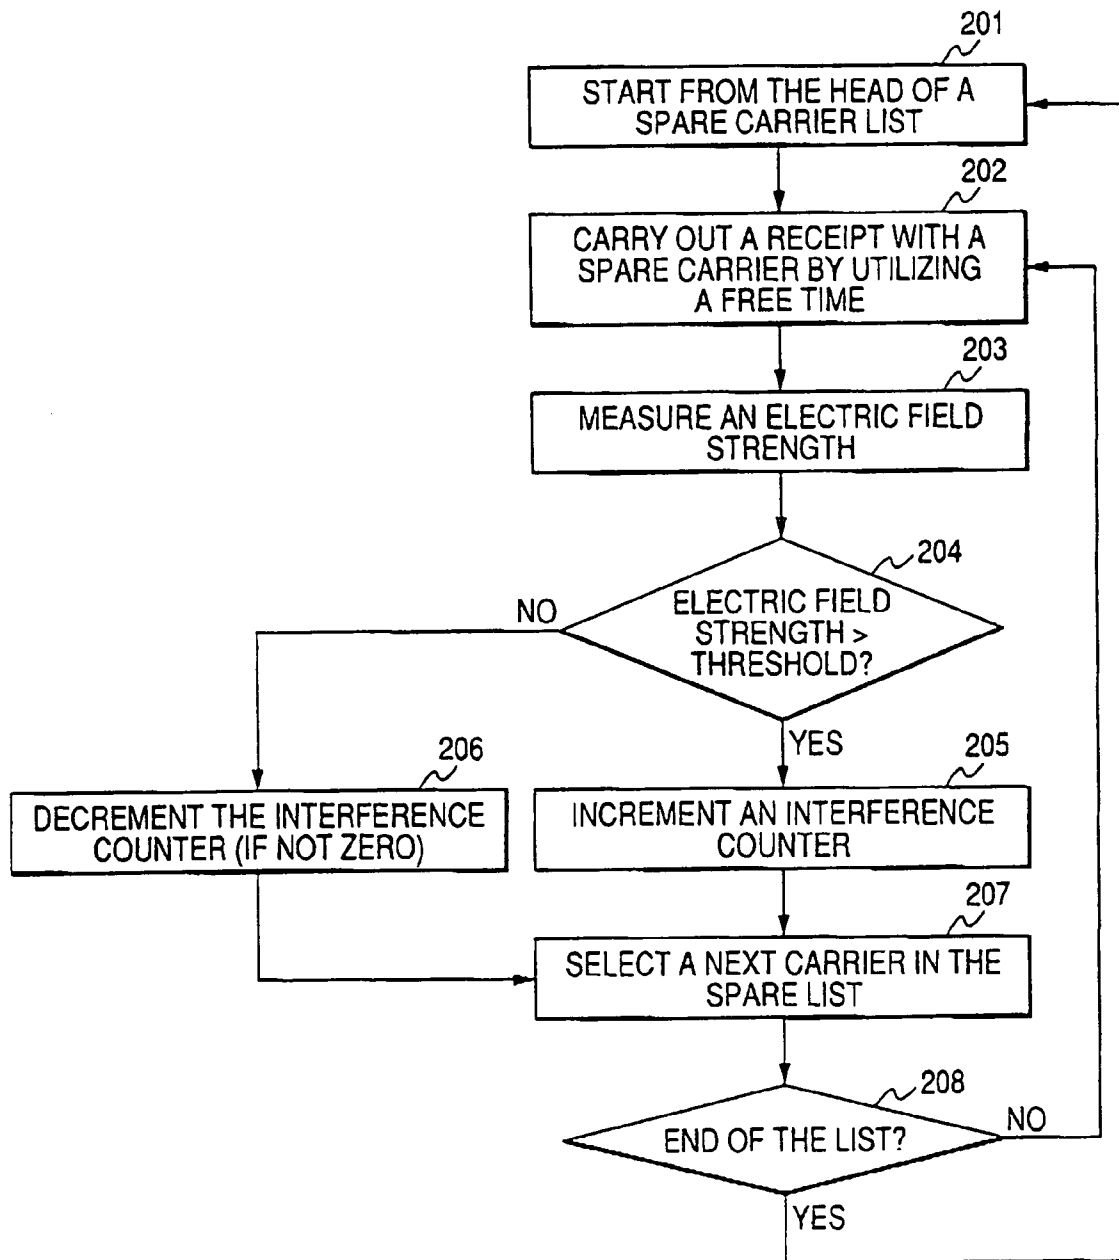 201
START FROM THE HEAD OF A
SPARE CARRIER LIST
202
CARRY OUT A RECEIPT WITH A
SPARE CARRIER BY UTILIZING
A FREE TIME
203
MEASURE AN ELECTRIC FIELD
STRENGTH
204
ELECTRIC FIELD
STRENGTH >
THRESHOLD?
NO
YES
206
DECREMENT THE INTERFERENCE
COUNTER (IF NOT ZERO)
205
INCREMENT AN INTERFERENCE
COUNTER
207
SELECT A NEXT CARRIER IN THE
SPARE LIST
208
END OF THE LIST?
NO
YES